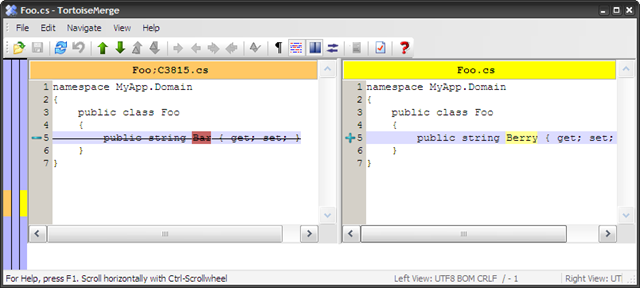 Foo.cs - TortoiseMerge
File Edit Navigate View Help
Foo;C3815.cs
1 namespace MyApp.Domain
2 {
3 public class Foo
4 {
5 public string Bar { get; set; }
6 }
7 }
Foo.cs
1 namespace MyApp.Domain
2 {
3 public class Foo
4 {
5 public string Berry { get; set;
6 }
7 }
For Help, press F1. Scroll horizontally with Ctrl-Scrollwheel
Left View: UTF8 BOM CRLF / - 1
Right View: UT